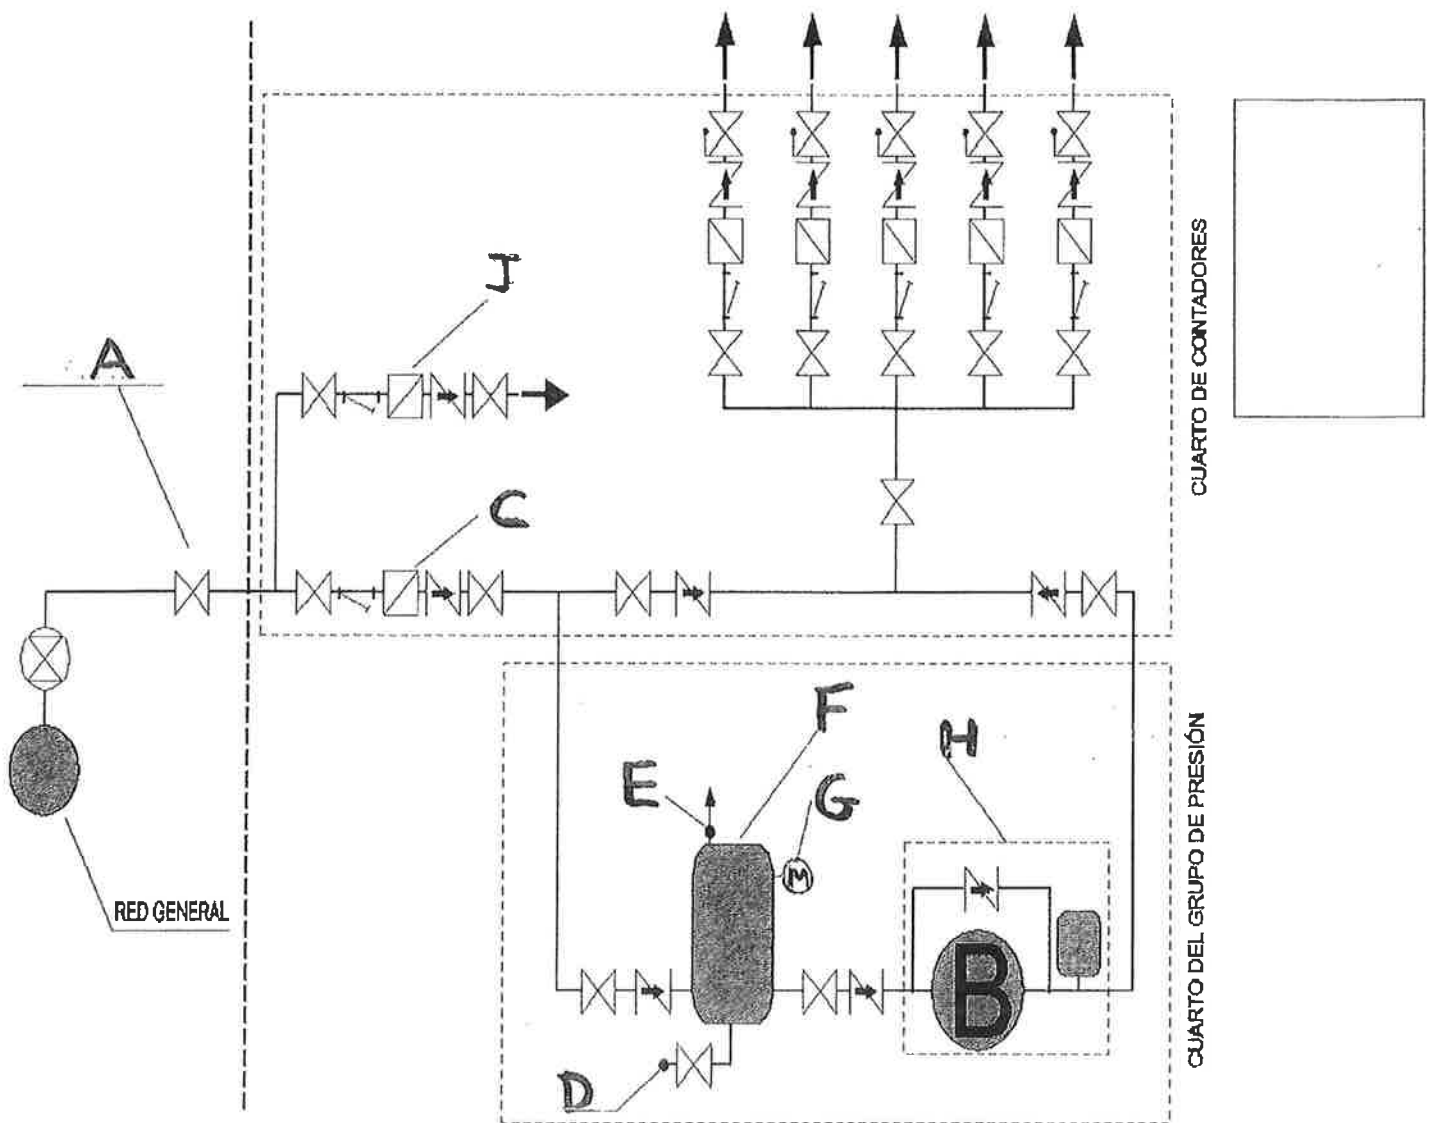 J
A
C
CUARTO DE CONTADORES
F
H
E
G
M
RED GENERAL
B
D
CUARTO DEL GRUPO DE PRESIÓN